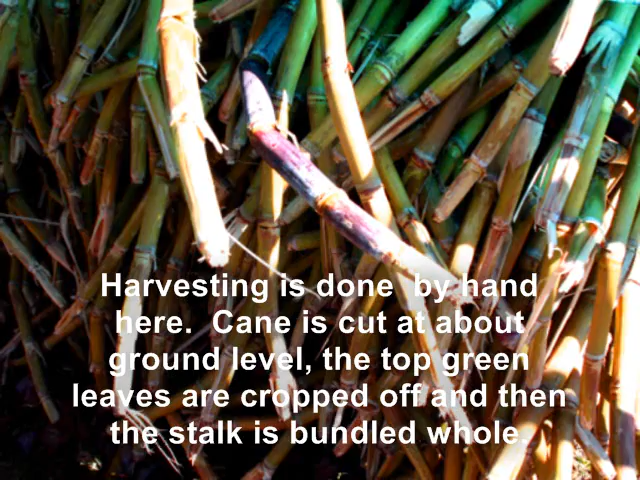 Harvesting is done  by hand
here.  Cane is cut at about
ground level, the top green
leaves are cropped off and then
the stalk is bundled whole.